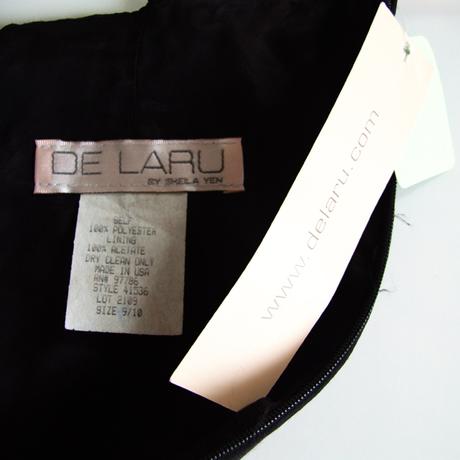 DE LARU
BY SHEILA YEN
SELF
100% POLYESTER
LINING
100% ACETATE
DRY CLEAN ONLY
MADE IN USA
RN# 97786
STYLE 41536
LOT 2109
SIZE 9/10
www.delaru.com